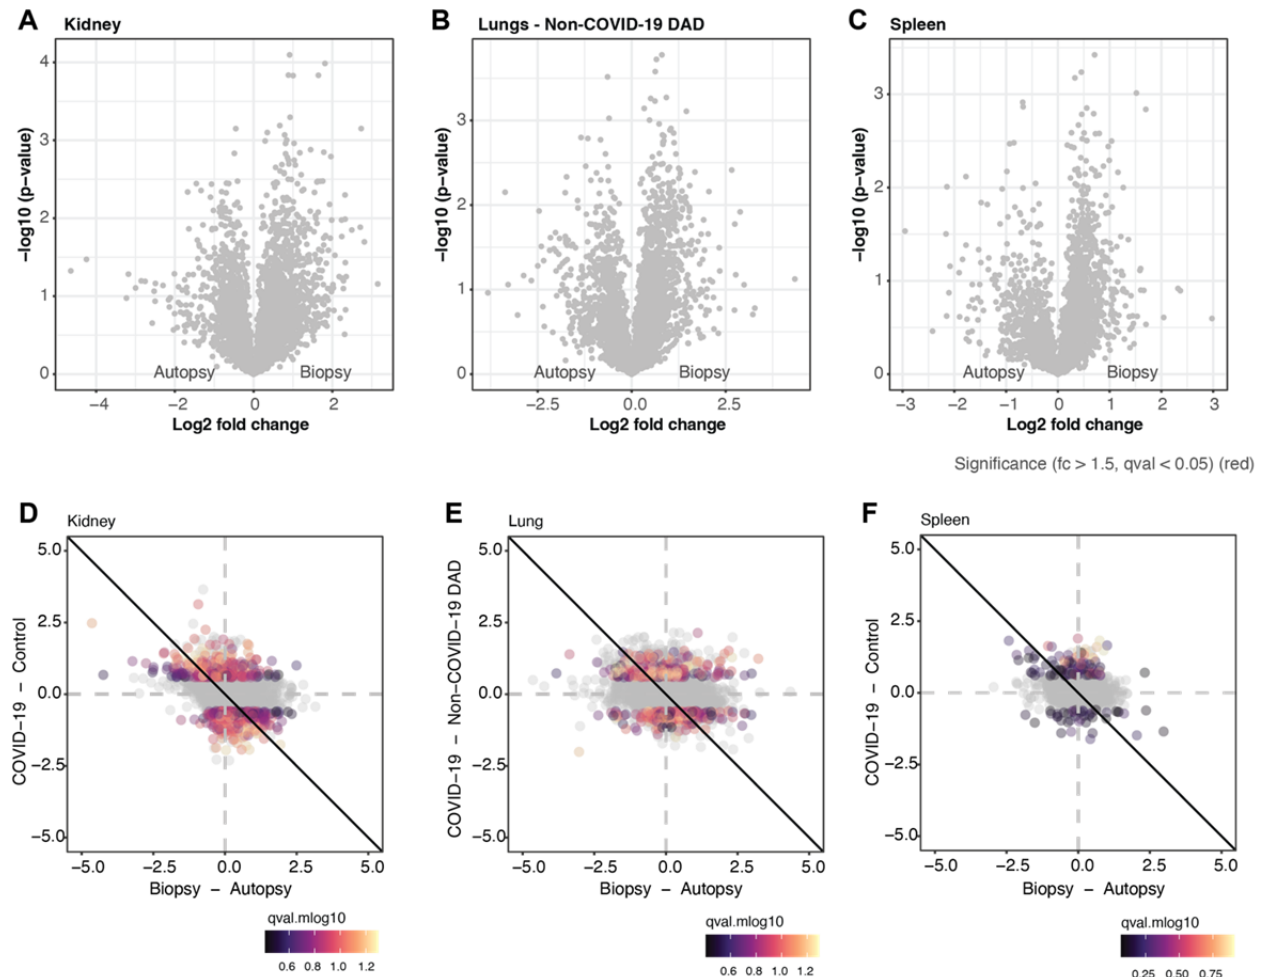 A Kidney
B Lungs - Non-COVID-19 DAD
C Spleen
−log10 (p−value)
4
3
2
1
0
Autopsy
Biopsy
−4 −2 0 2
Log2 fold change
−log10 (p−value)
3
2
1
0
Autopsy
Biopsy
−2.5 0.0 2.5
Log2 fold change
−log10 (p−value)
3
2
1
0
Autopsy
Biopsy
−3 −2 −1 0 1 2 3
Log2 fold change
Significance (fc > 1.5, qval < 0.05) (red)
D
Kidney
COVID−19 − Control
5.0
2.5
0.0
−2.5
−5.0
−5.0 −2.5 0.0 2.5 5.0
Biopsy − Autopsy
qval.mlog10
0.6 0.8 1.0 1.2
E
Lung
COVID−19 − Non−COVID−19 DAD
5.0
2.5
0.0
−2.5
−5.0
−5.0 −2.5 0.0 2.5 5.0
Biopsy − Autopsy
qval.mlog10
0.6 0.8 1.0 1.2
F
Spleen
COVID−19 − Control
5.0
2.5
0.0
−2.5
−5.0
−5.0 −2.5 0.0 2.5 5.0
Biopsy − Autopsy
qval.mlog10
0.25 0.50 0.75